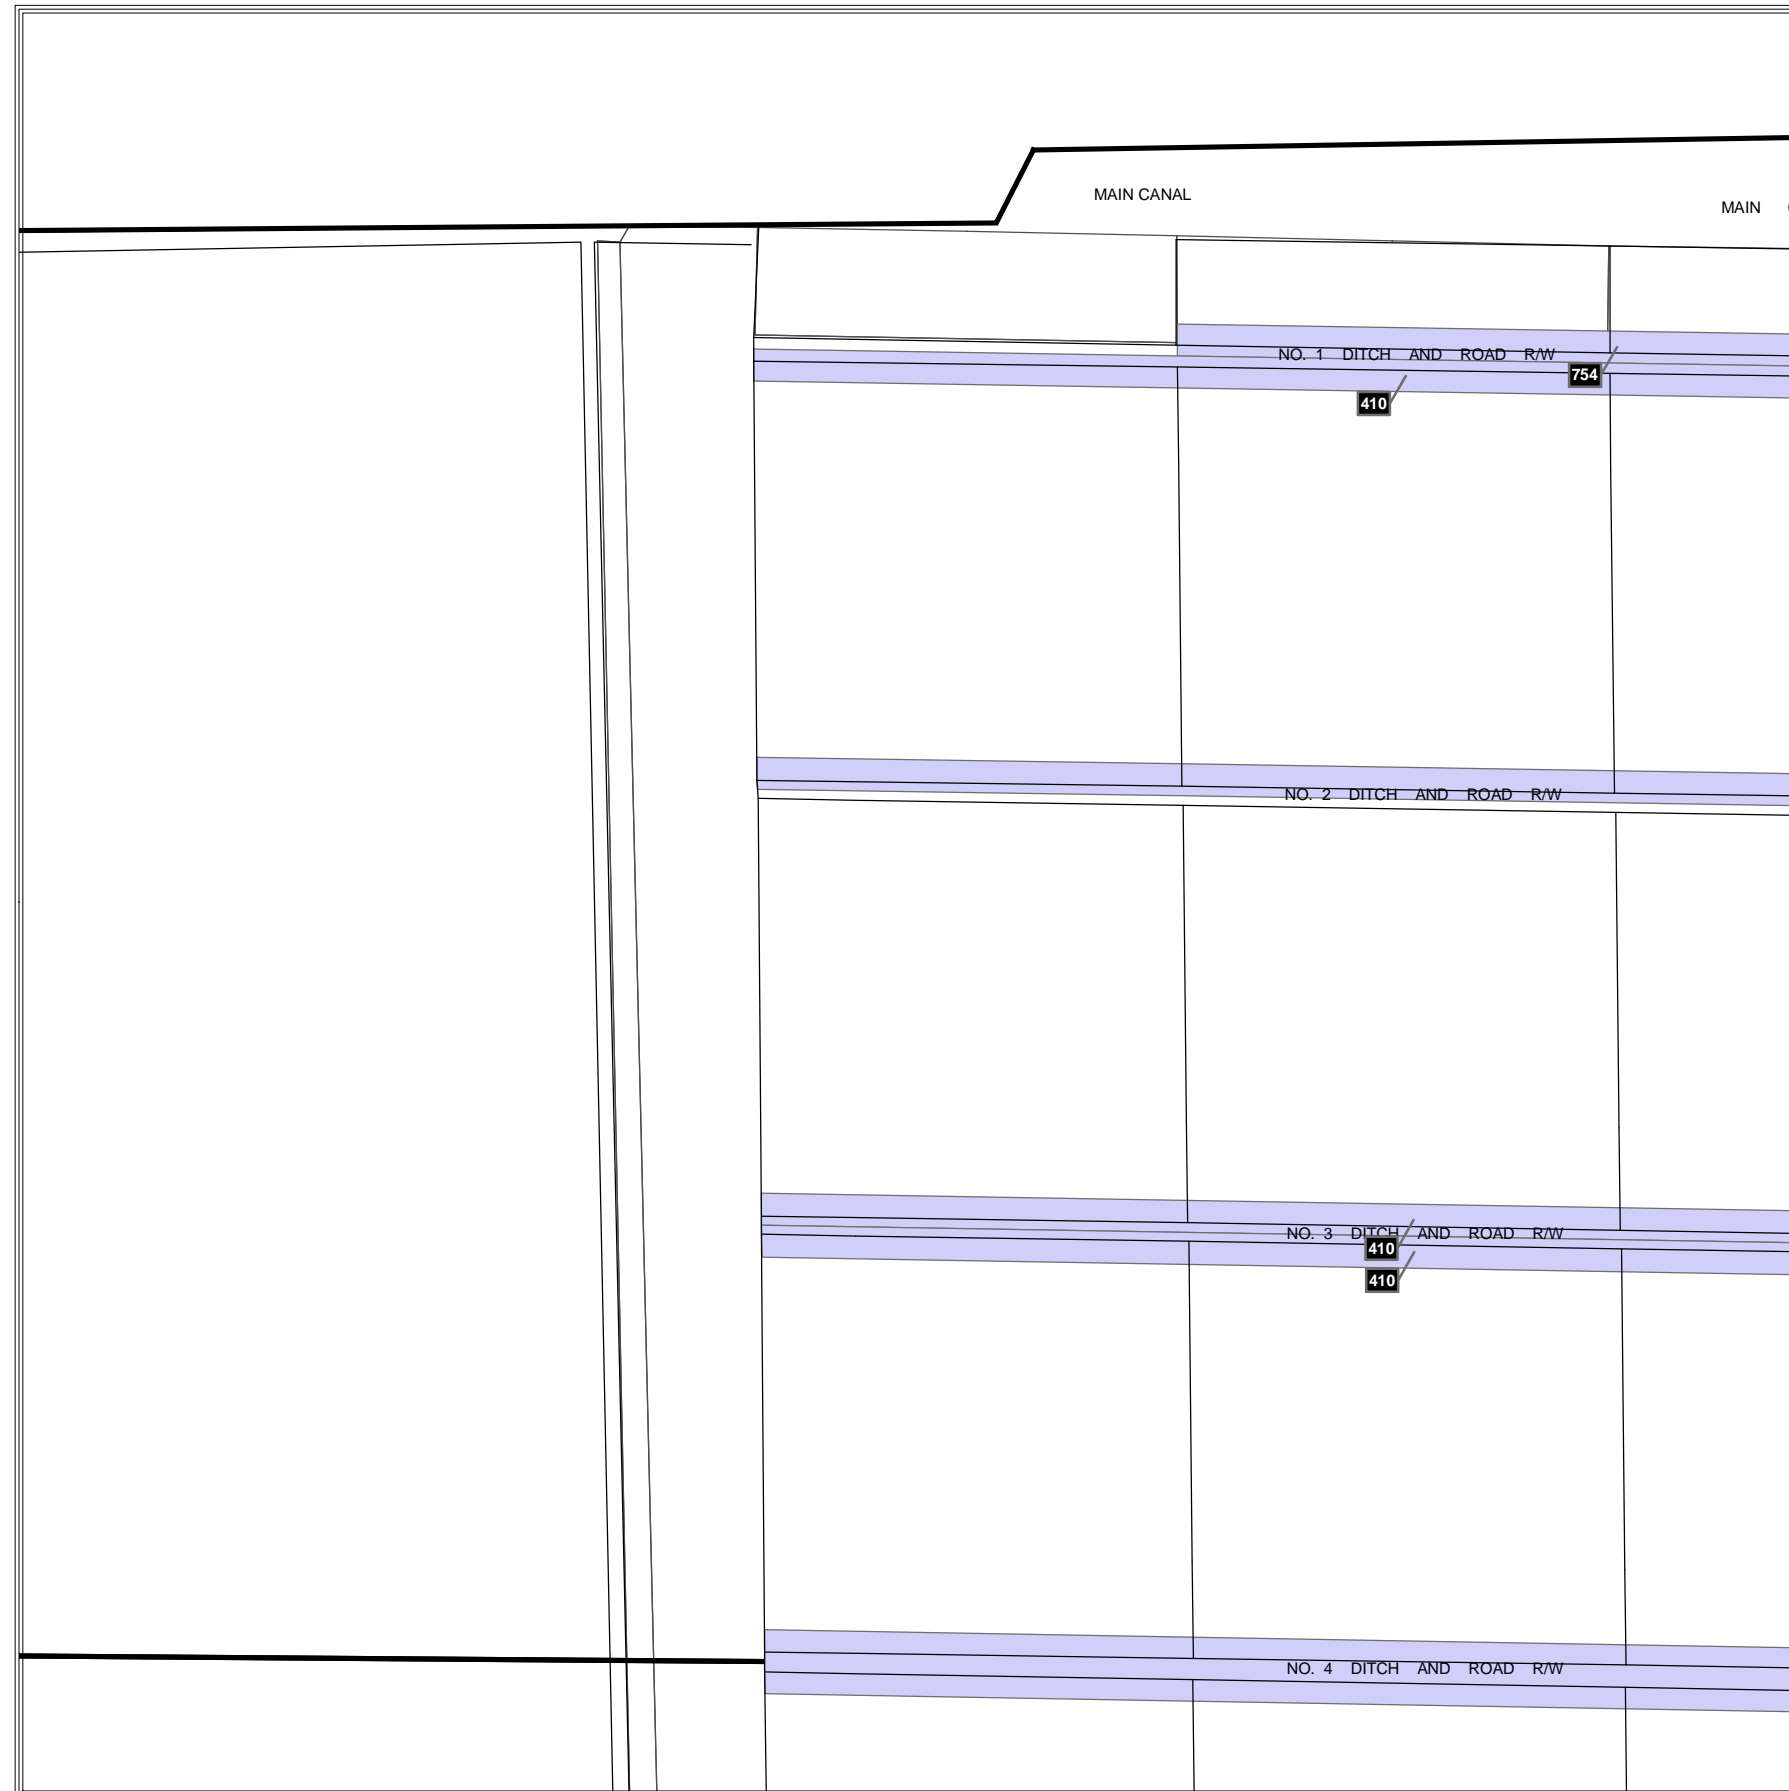 MAIN CANAL
MAIN
NO. 1 DITCH AND ROAD R/W
754
410
NO. 2 DITCH AND ROAD R/W
NO. 3 DITCH AND ROAD R/W
410
410
NO. 4 DITCH AND ROAD R/W